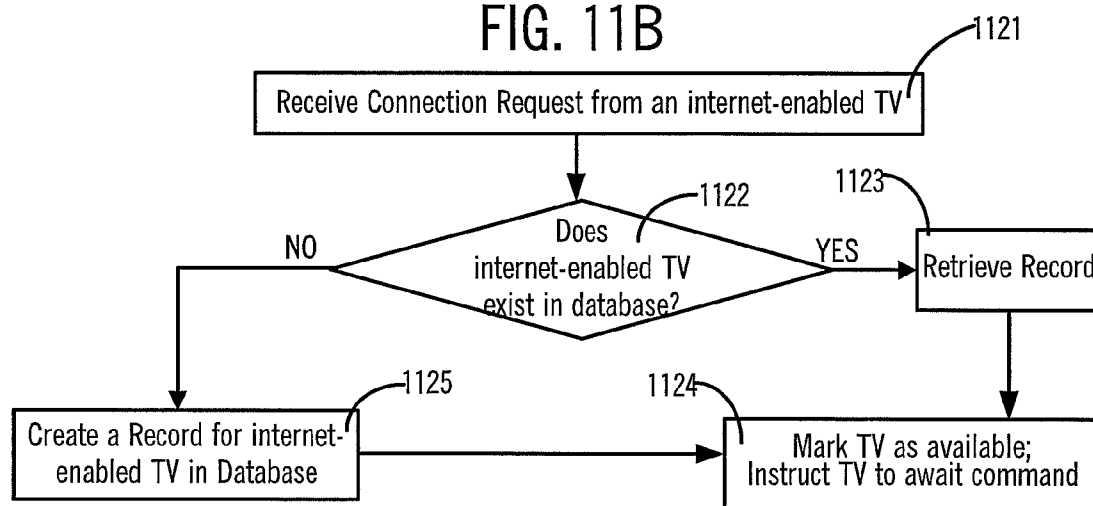 FIG. 11B
1121
Receive Connection Request from an internet-enabled TV
1122
1123
Does
internet-enabled TV
exist in database?
NO
YES
Retrieve Record
1125
1124
Create a Record for internet-
enabled TV in Database
Mark TV as available;
Instruct TV to await command